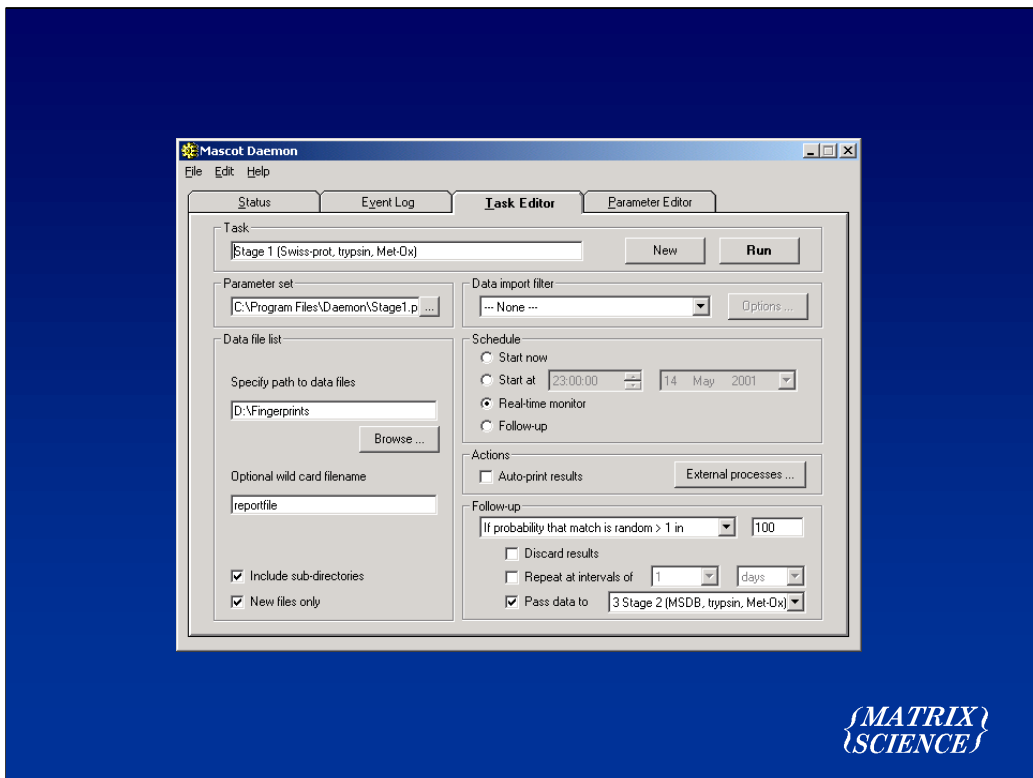 Mascot Daemon
File Edit Help
Status
Event Log
Task Editor
Parameter Editor
Task
Stage 1 (Swiss-prot, trypsin, Met-Ox)
New
Run
Parameter set
C:\Program Files\Daemon\Stage1.p
...
Data import filter
--- None ---
Options ...
Data file list
Specify path to data files
D:\Fingerprints
Browse ...
Optional wild card filename
reportfile
Include sub-directories
New files only
Schedule
Start now
Start at 23:00:00 14 May 2001
Real-time monitor
Follow-up
Actions
Auto-print results
External processes ...
Follow-up
If probability that match is random > 1 in 100
Discard results
Repeat at intervals of 1 days
Pass data to 3 Stage 2 (MSDB, trypsin, Met-Ox)
{MATRIX}
{SCIENCE}